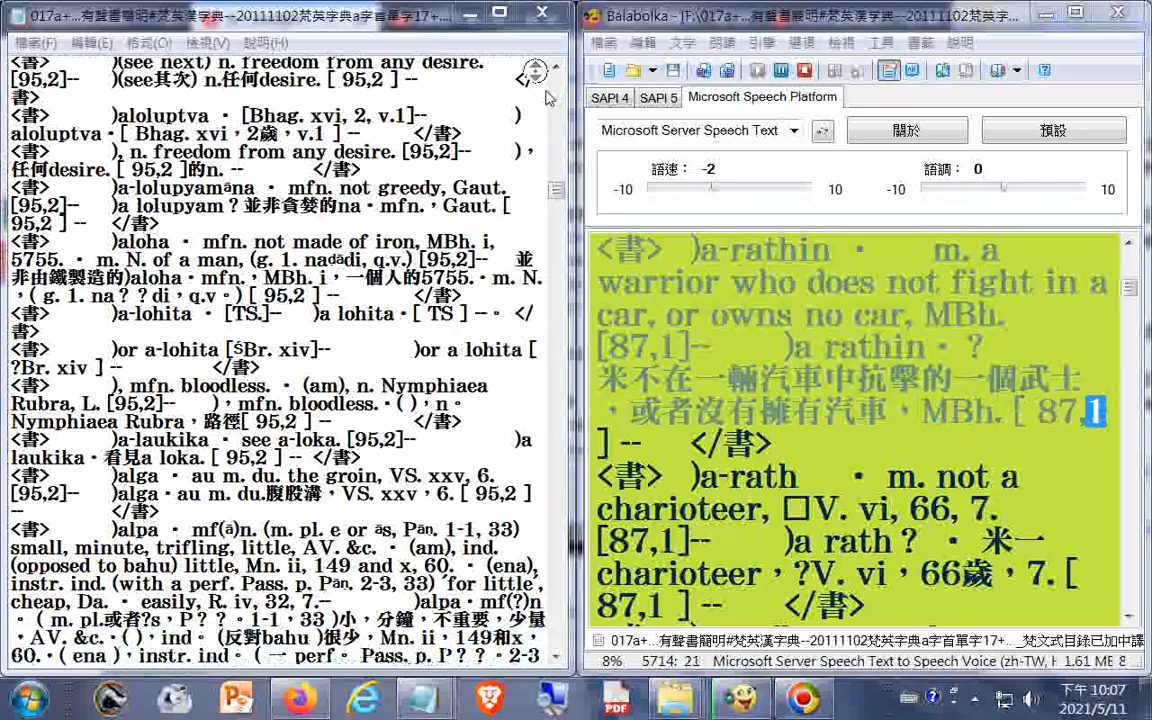 017a+...有聲書簡明#梵英漢字典--20111102梵英字典a字首單字17+...
檔案(F) 編輯(E) 格式(O) 檢視(V) 說明(H)
<書> )(see next) n. freedom from any desire.
[95,2]-- )(see其次) n.任何desire. [ 95,2 ] -- </
書>
<書> )aloluptva · [Bhag. xvi, 2, v.1]-- )
aloluptva · [ Bhag. xvi，2歲，v.1 ] -- </書>
<書> ), n. freedom from any desire. [95,2]-- )，
任何desire. [ 95,2 ]的n. -- </書>
<書> )a-lolupyamāna · mfn. not greedy, Gaut.
[95,2]-- )a lolupyam？並非貪婪的na · mfn.，Gaut. [
95,2 ] -- </書>
<書> )aloha · mfn. not made of iron, MBh. i,
5755. · m. N. of a man, (g. 1. nadādi, q.v.) [95,2]-- 並
非由鐵製造的)aloha · mfn.，MBh. i，一個人的5755. · m. N.
，( g. 1. na？？di，q.v。) [ 95,2 ] -- </書>
<書> )a-lohita · [TS.]-- )a lohita · [ TS ] --。 </
書>
<書> )or a-lohita [ŚBr. xiv]-- )or a lohita [
?Br. xiv ] -- </書>
<書> ), mfn. bloodless. · (am), n. Nymphiaea
Rubra, L. [95,2]-- )，mfn. bloodless. · ( )，n。
Nymphiaea Rubra，路徑[ 95,2 ] -- </書>
<書> )a-laukika · see a-loka. [95,2]-- )a
laukika · 看見a loka. [ 95,2 ] -- </書>
<書> )alga · au m. du. the groin, VS. xxv, 6.
[95,2]-- )alga · au m. du.腹股溝，VS. xxv，6. [ 95,2 ]
-- </書>
<書> )alpa · mf(ā)n. (m. pl. e or ās, Pāṇ. 1-1, 33)
small, minute, trifling, little, AV. &c. · (am), ind.
(opposed to bahu) little, Mn. ii, 149 and x, 60. · (ena),
instr. ind. (with a perf. Pass. p. Pāṇ. 2-3, 33) 'for little',
cheap, Da. · easily, R. iv, 32, 7. )alpa · mf(?)n
。( m. pl.或者?s，P？？。1-1，33 )小，分鐘，不重要，少量
，AV. &c. · ( )，ind。 (反對bahu )很少，Mn. ii，149和x，
60. · ( ena )，instr. ind。( 一 perf。 Pass. p. P？？。2-3
Balabolka - [F:\017a+...有聲書簡明#梵英漢字典--20111102梵英字...
檔案 編輯 文字 朗讀 引擎 選項 檢視 工具 書籤 說明
SAPI 4 SAPI 5 Microsoft Speech Platform
Microsoft Server Speech Text
關於 預設
語速： -2 語調： 0
-10 10 -10 10
<書> )a-rathin · m. a
warrior who does not fight in a
car, or owns no car, MBh.
[87,1]-- )a rathin · ？
米不在一輛汽車中抗擊的一個武士
，或者沒有擁有汽車，MBh. [ 87,1
] -- </書>
<書> )a-rath · m. not a
charioteer, □V. vi, 66, 7.
[87,1]-- )a rath？ · 米一
charioteer，?V. vi，66歲，7. [
87,1 ] -- </書>
017a+...有聲書簡明#梵英漢字典--20111102梵英字典a字首單字17+..._梵文式目錄已加中譯
8% 5714: 21 Microsoft Server Speech Text to Speech Voice (zh-TW, H 1.61 ME 8
PDF
下午 10:07
2021/5/11